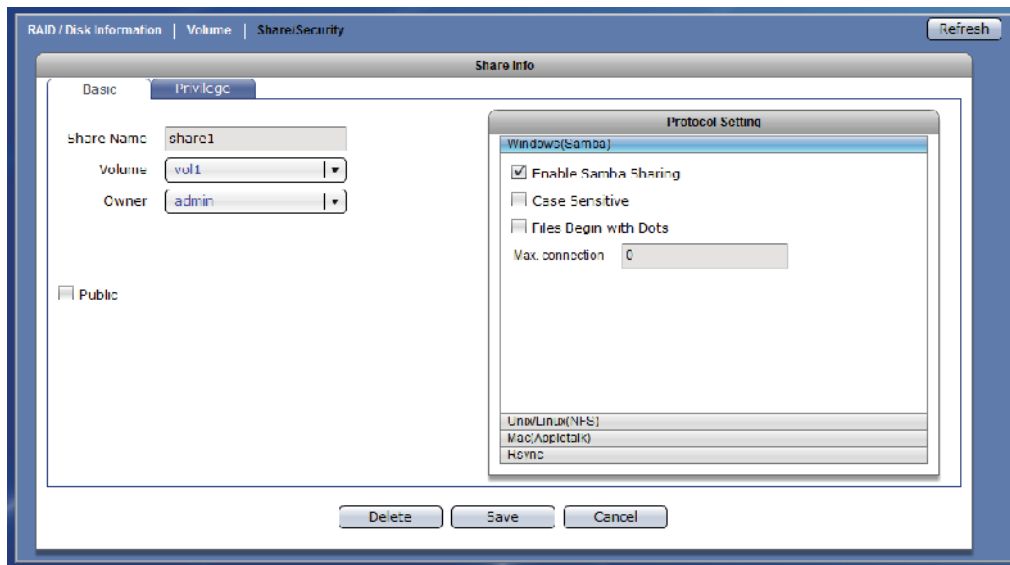 RAID / Disk Information | Volume | Share/Security
Refresh
Share Info
Basic
Privilege
Share Name share1
Volume vol1
Owner admin
Public
Protocol Setting
Windows(Samba)
Enable Samba Sharing
Case Sensitive
Files Begin with Dots
Max. connection 0
Unix/Linux(NFS)
Mac(Appletalk)
Rsync
Delete
Save
Cancel